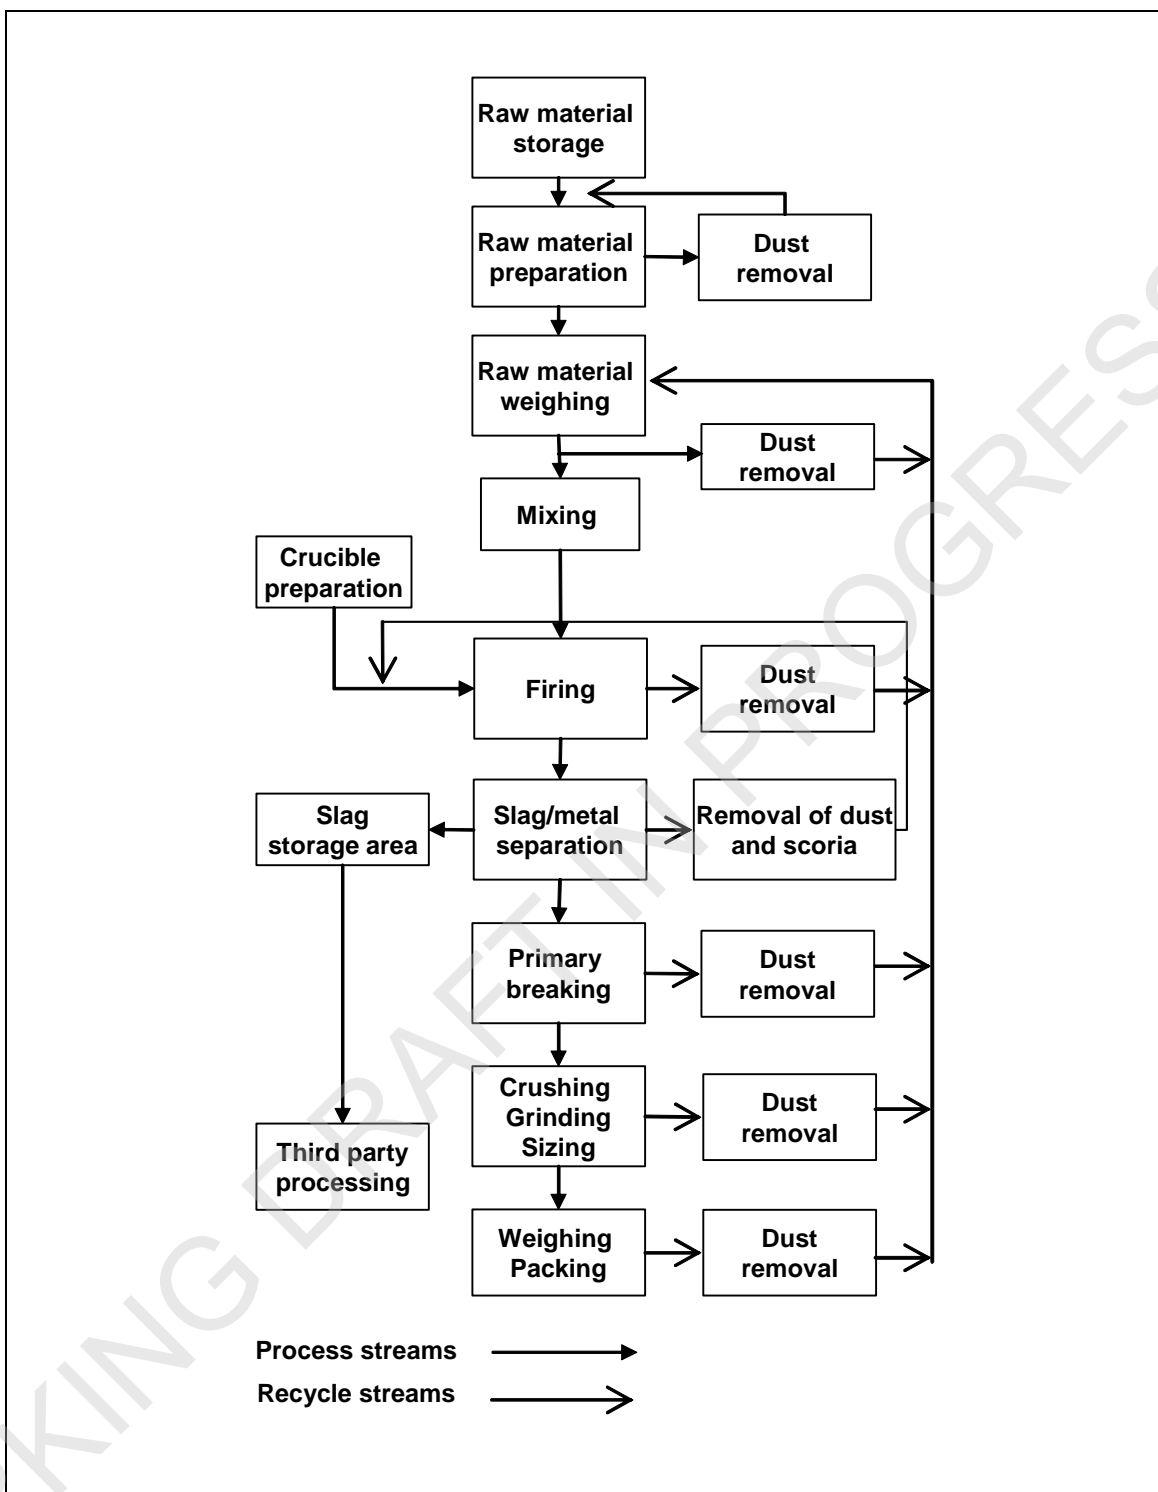 Raw material
storage
Raw material
preparation
Dust
removal
Raw material
weighing
Dust
removal
Mixing
Crucible
preparation
Firing
Dust
removal
Slag
storage area
Slag/metal
separation
Removal of dust
and scoria
Primary
breaking
Dust
removal
Crushing
Grinding
Sizing
Dust
removal
Third party
processing
Weighing
Packing
Dust
removal
Process streams
Recycle streams
KING DRAFT IN PROGRESS